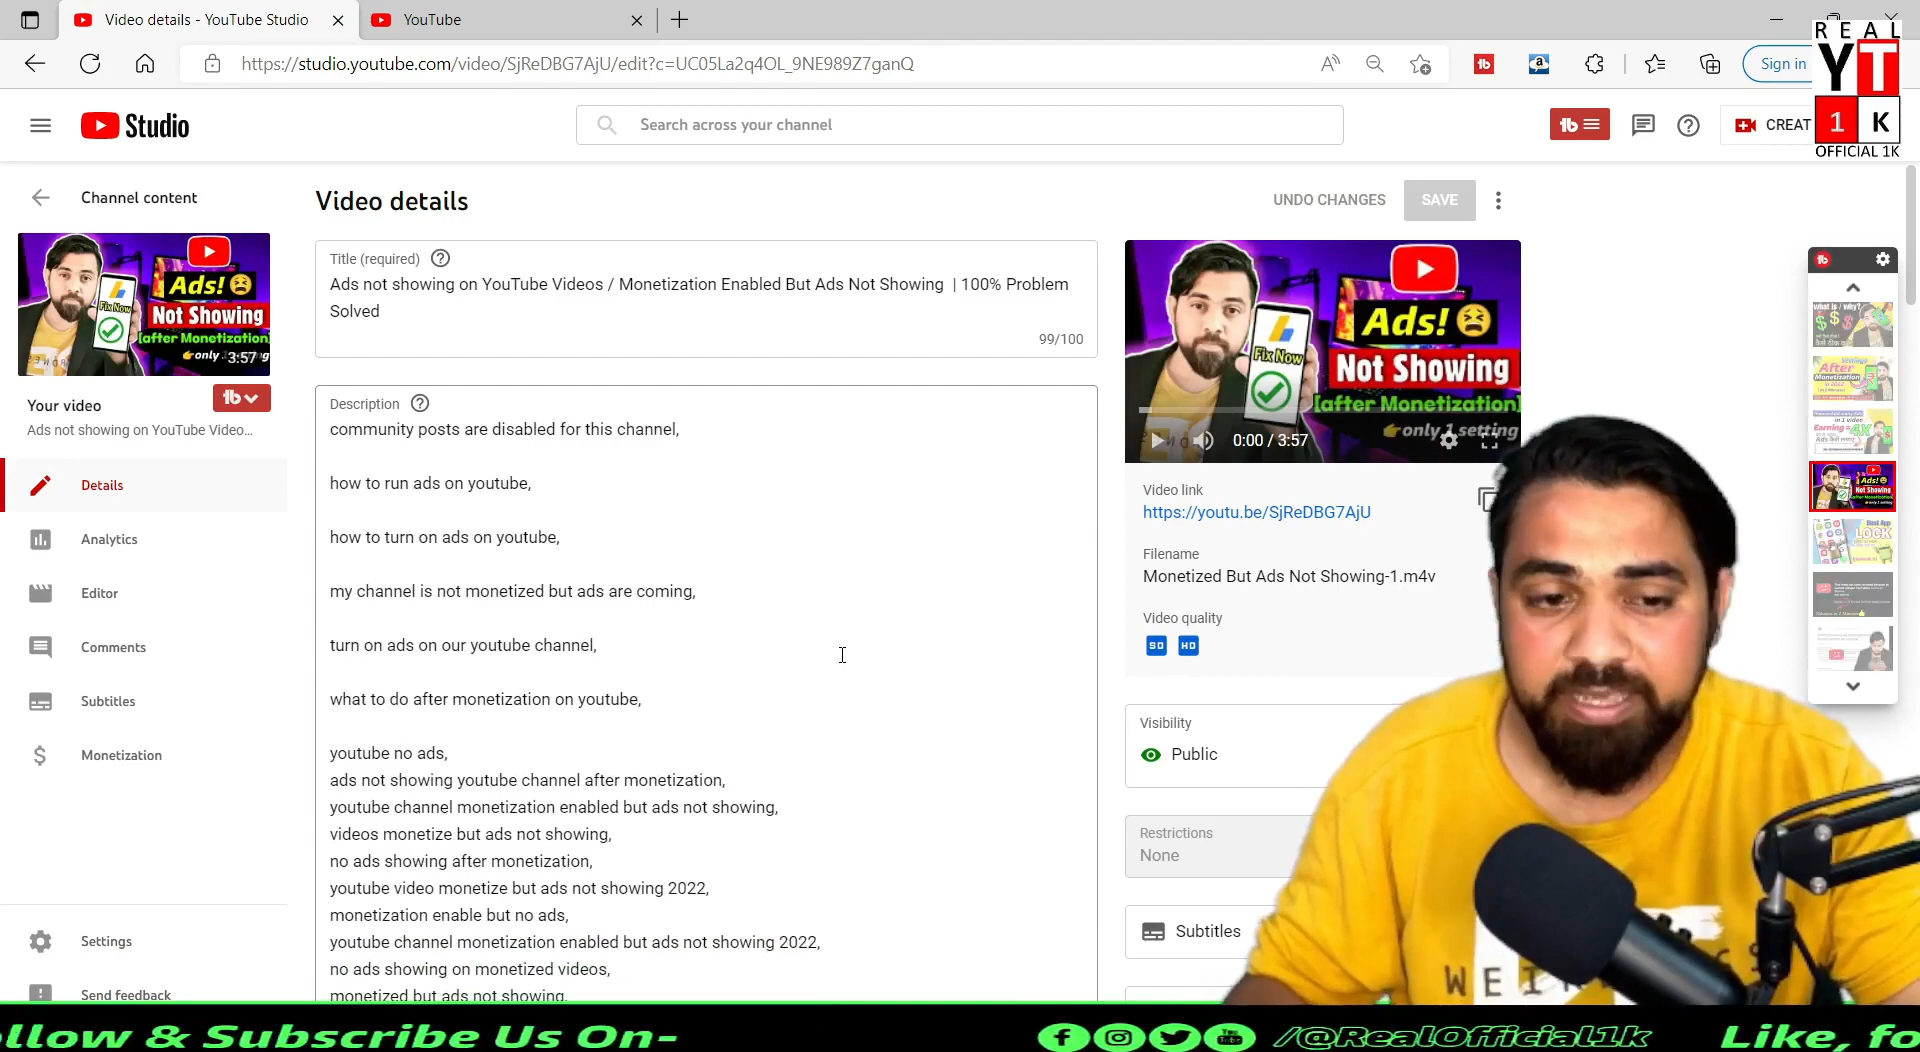 Video details - YouTube Studio
YouTube
https://studio.youtube.com/video/SjReDBG7AjU/edit?c=UC05La2q4OL_9NE989Z7ganQ
Sign in
REAL
YT
1 K
OFFICIAL 1K
Studio
Search across your channel
CREAT
Channel content
Video details
UNDO CHANGES
SAVE
Ads!
Fix Now
Not Showing
[after Monetization]
only 1 setting
3:57
Your video
Ads not showing on YouTube Video...
Details
Analytics
Editor
Comments
Subtitles
Monetization
Settings
Send feedback
Title (required)
Ads not showing on YouTube Videos / Monetization Enabled But Ads Not Showing | 100% Problem
Solved
99/100
Description
community posts are disabled for this channel,
how to run ads on youtube,
how to turn on ads on youtube,
my channel is not monetized but ads are coming,
turn on ads on our youtube channel,
what to do after monetization on youtube,
youtube no ads,
ads not showing youtube channel after monetization,
youtube channel monetization enabled but ads not showing,
videos monetize but ads not showing,
no ads showing after monetization,
youtube video monetize but ads not showing 2022,
monetization enable but no ads,
youtube channel monetization enabled but ads not showing 2022,
no ads showing on monetized videos,
monetized but ads not showing,
Ads!
Fix Now
Not Showing
[after Monetization]
only 1 setting
0:00 / 3:57
Video link
https://youtu.be/SjReDBG7AjU
Filename
Monetized But Ads Not Showing-1.m4v
Video quality
SD HD
Visibility
Public
Restrictions
None
Subtitles
ollow & Subscribe Us On-
/@RealOfficial1k
Like, fo